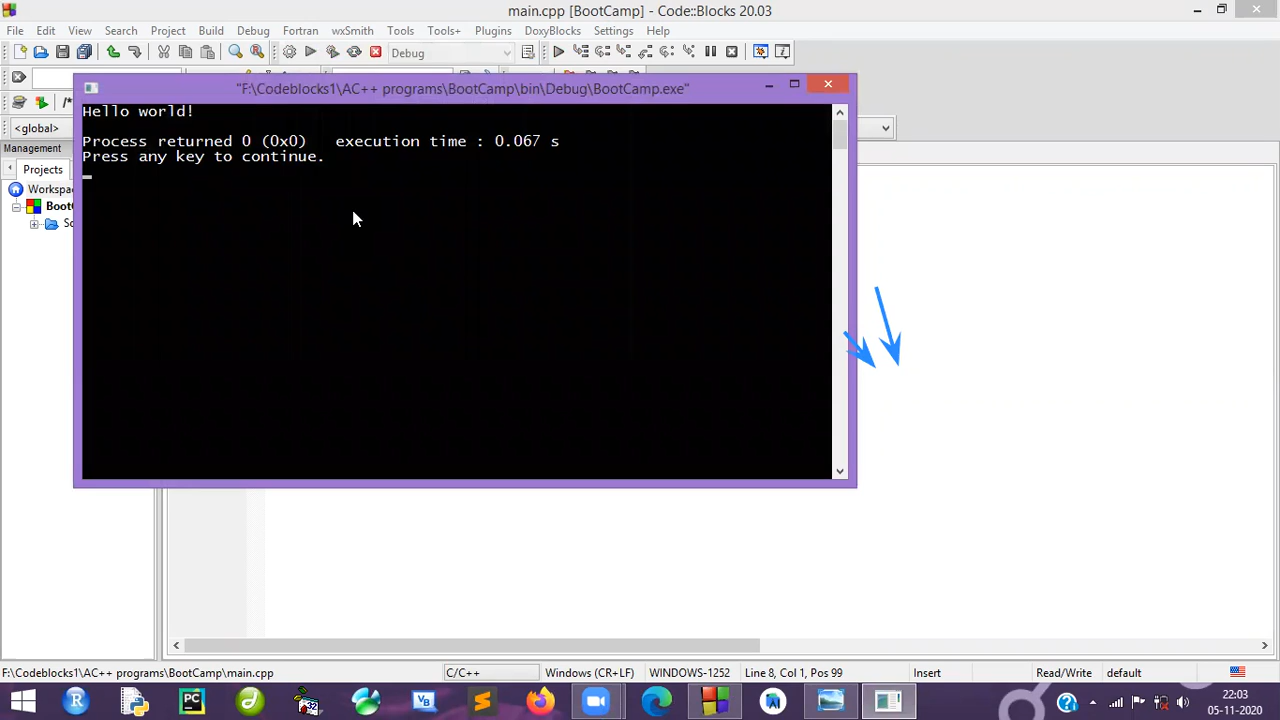 main.cpp [BootCamp] - Code::Blocks 20.03
File Edit View Search Project Build Debug Fortran wxSmith Tools Tools+ Plugins DoxyBlocks Settings Help
Debug
"F:\Codeblocks1\AC++ programs\BootCamp\bin\Debug\BootCamp.exe"
Hello world!
Process returned 0 (0x0)   execution time : 0.067 s
Press any key to continue.
<global>
Management
Projects
F:\Codeblocks1\AC++ programs\BootCamp\main.cpp C/C++ Windows (CR+LF) WINDOWS-1252 Line 8, Col 1, Pos 99 Insert Read/Write default
22:03
05-11-2020